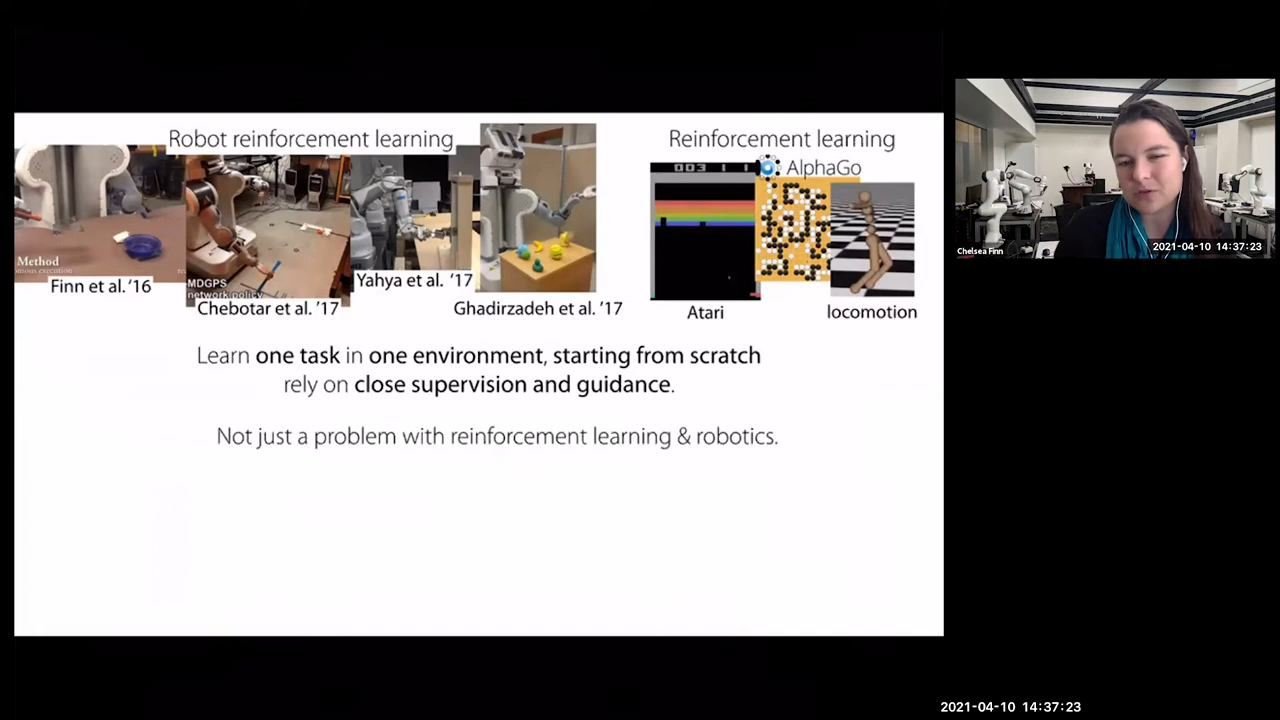 Robot reinforcement learning
Reinforcement learning
003 1 1
AlphaGo
Method
MDGPS
network policy
Finn et al. ‘16
Chebotar et al. ’17
Yahya et al. ‘17
Ghadirzadeh et al. ’17
Atari
locomotion
Learn one task in one environment, starting from scratch
rely on close supervision and guidance.
Not just a problem with reinforcement learning & robotics.
Chelsea Finn
2021-04-10 14:37:23
2021-04-10 14:37:23